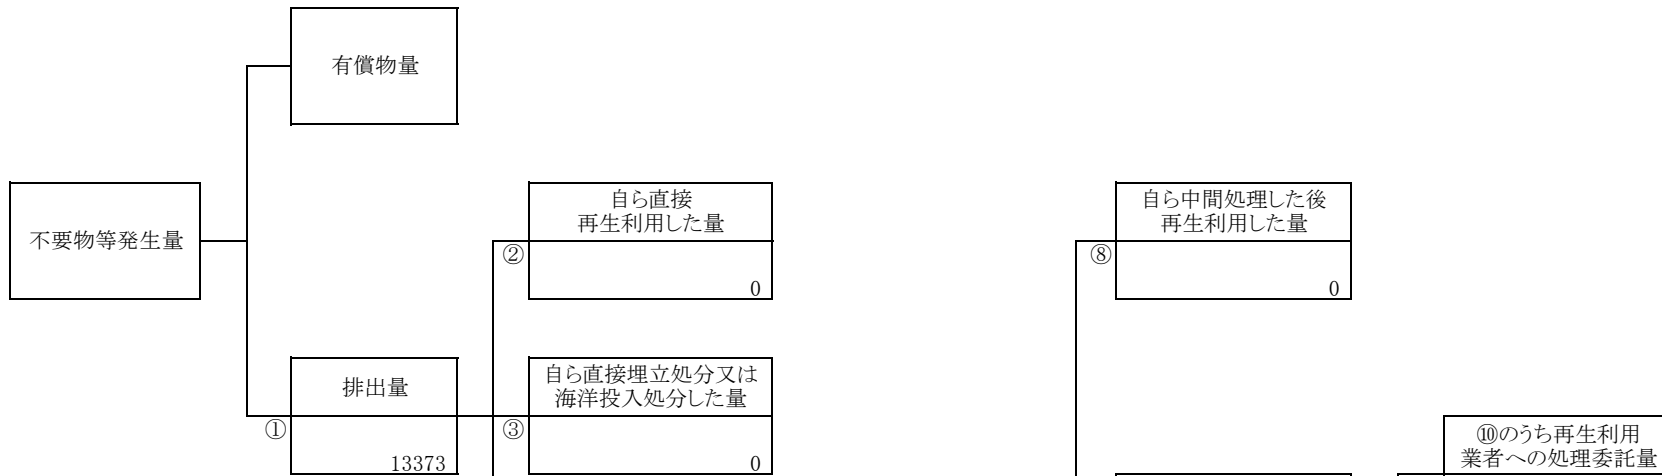 有償物量
不要物等発生量
自ら直接
再生利用した量
②
0
自ら中間処理した後
再生利用した量
⑧
0
排出量
①
13373
自ら直接埋立処分又は
海洋投入処分した量
③
0
⑩のうち再生利用
業者への処理委託量